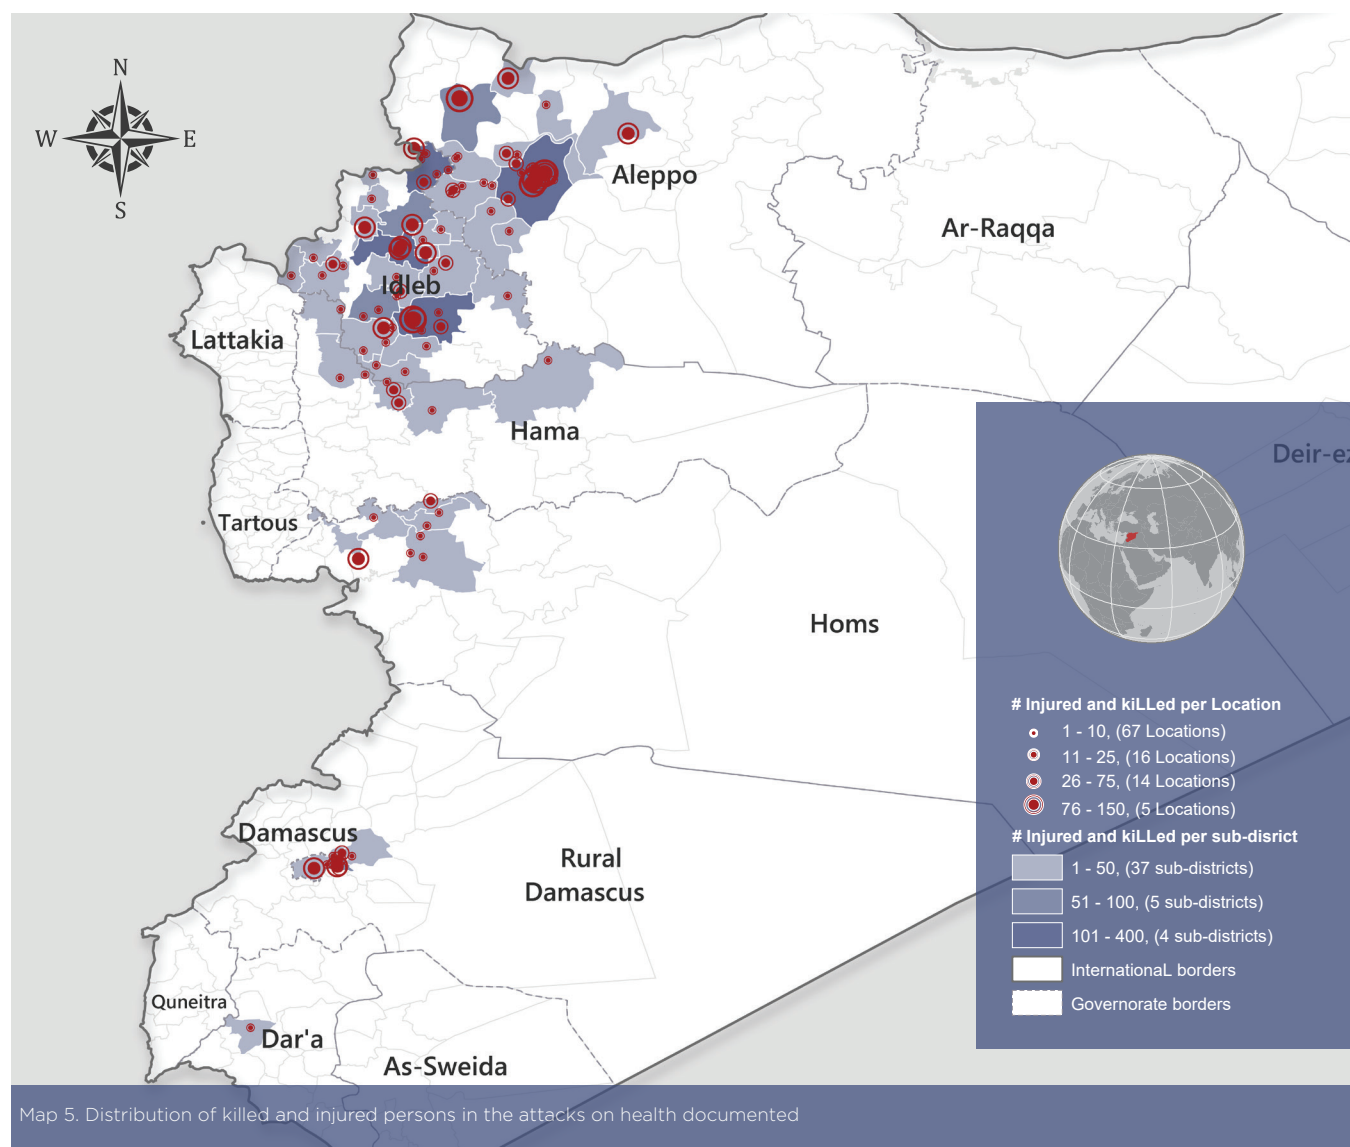 N
W
E
S
Aleppo
Ar-Raqqa
Idleb
Lattakia
Hama
Deir-ez
Tartous
Homs
# Injured and kiLLed per Location
1 - 10, (67 Locations)
11 - 25, (16 Locations)
26 - 75, (14 Locations)
76 - 150, (5 Locations)
# Injured and kiLLed per sub-disrict
1 - 50, (37 sub-districts)
51 - 100, (5 sub-districts)
101 - 400, (4 sub-districts)
InternationaL borders
Governorate borders
Damascus
Rural
Damascus
Quneitra
Dar'a
As-Sweida
Map 5. Distribution of killed and injured persons in the attacks on health documented